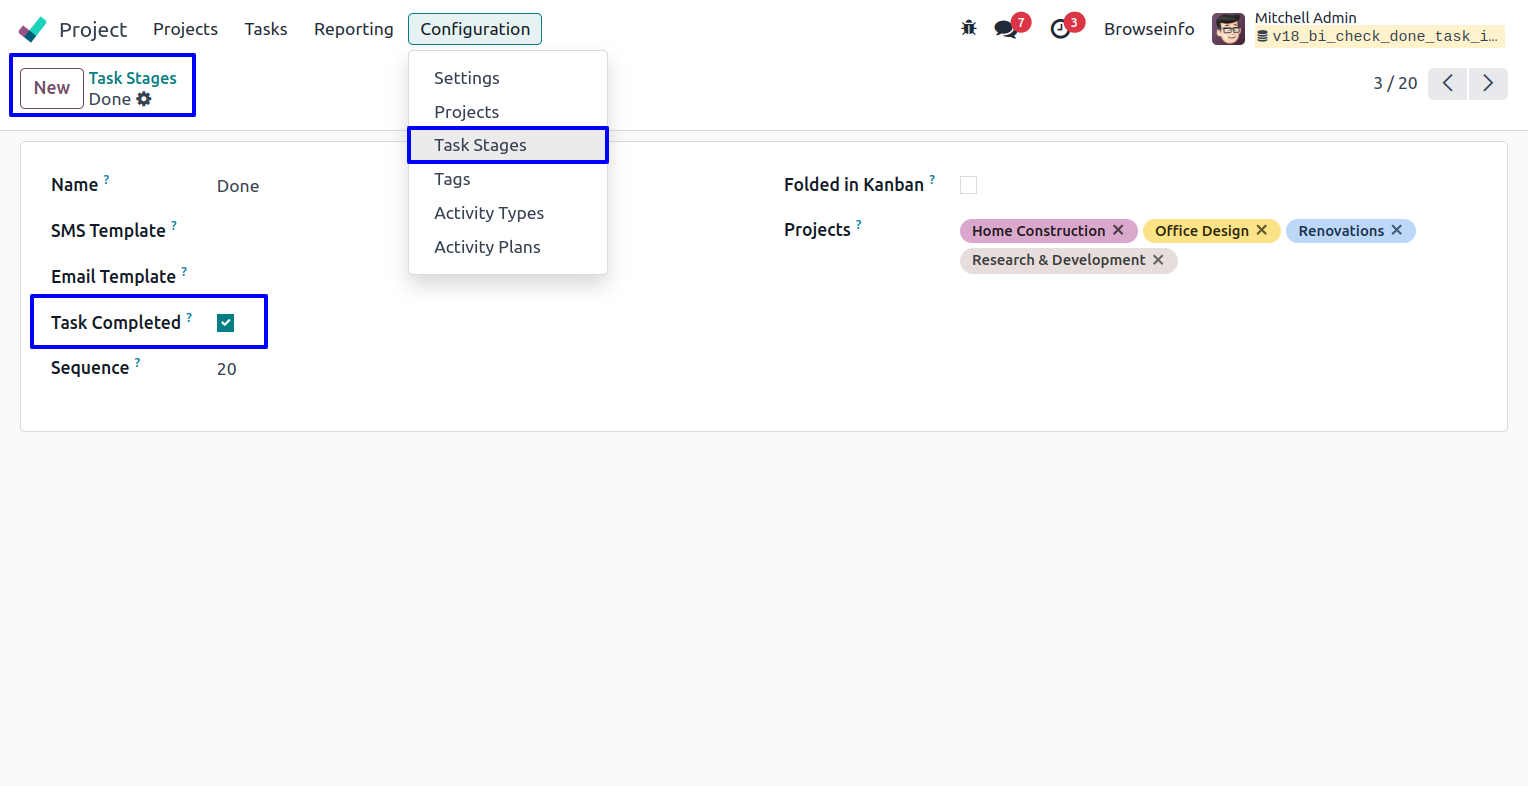 Project Projects Tasks Reporting Configuration 7 3 Browseinfo Mitchell Admin
v18_bi_check_done_task_i...
New Task Stages
Done
3 / 20
Settings
Projects
Task Stages
Tags
Activity Types
Activity Plans
Name ? Done
SMS Template ?
Email Template ?
Task Completed ?
Sequence ? 20
Folded in Kanban ?
Projects ? Home Construction Office Design Renovations
Research & Development